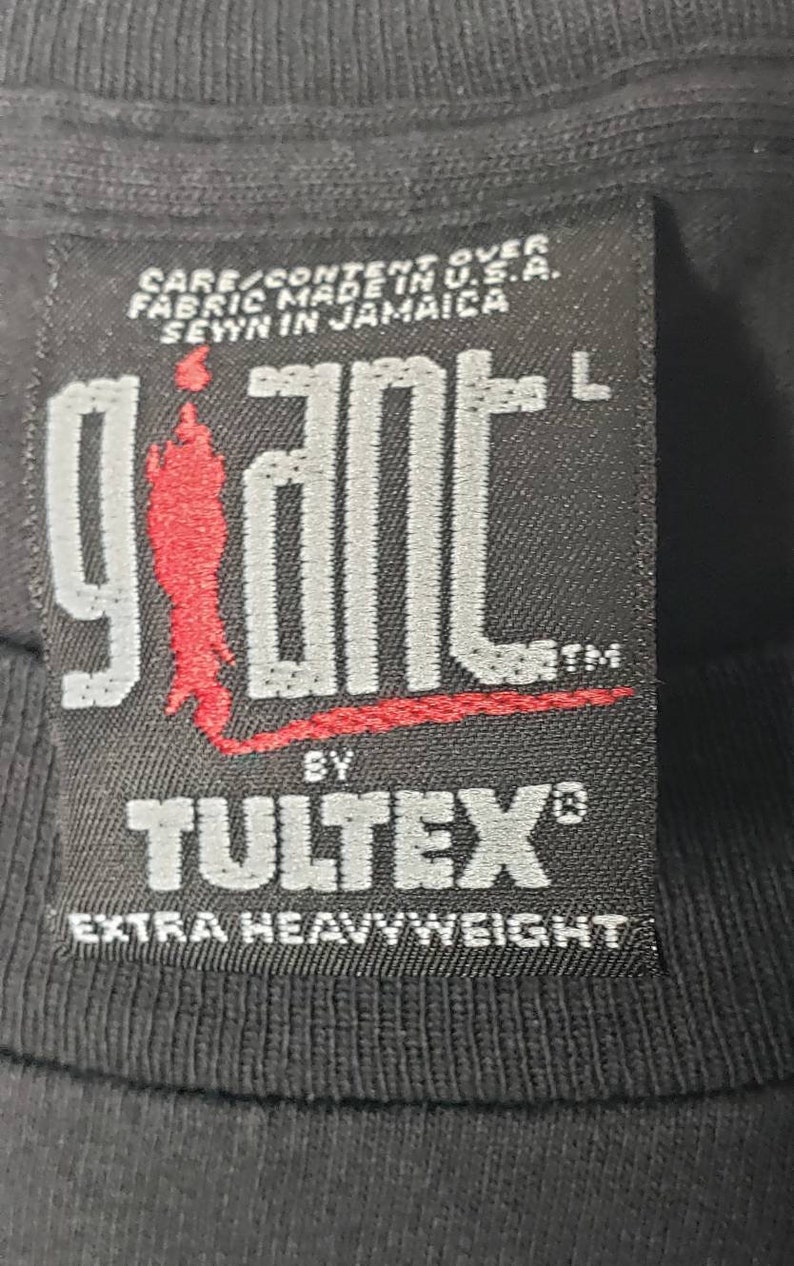 CARE/CONTENT OVER
FABRIC MADE IN U.S.A.
SEWN IN JAMAICA
giant L
TM
BY
TULTEX®
EXTRA HEAVYWEIGHT